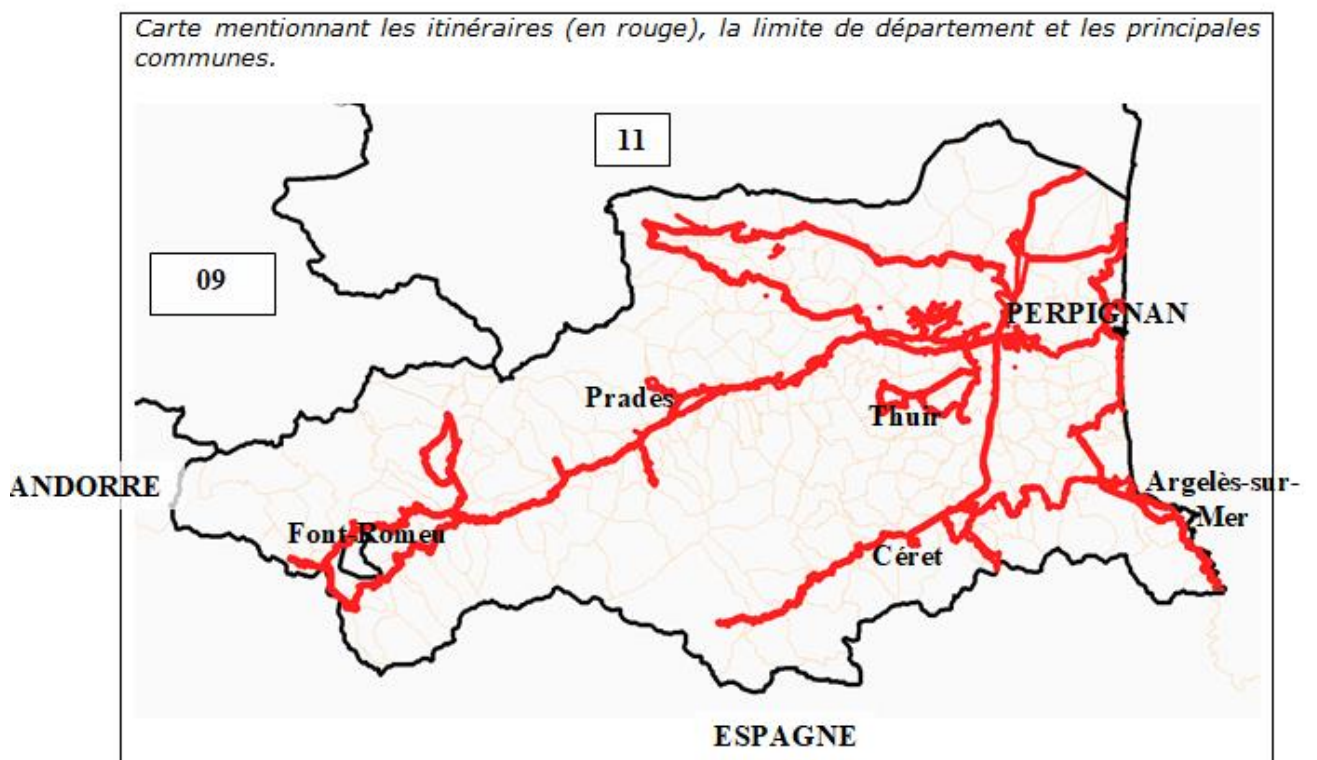 Carte mentionnant les itinéraires (en rouge), la limite de département et les principales
communes.
11
09
PERPIGNAN
Prades
Thuir
ANDORRE
Argelès-sur-
Mer
Font-Romeu
Céret
ESPAGNE